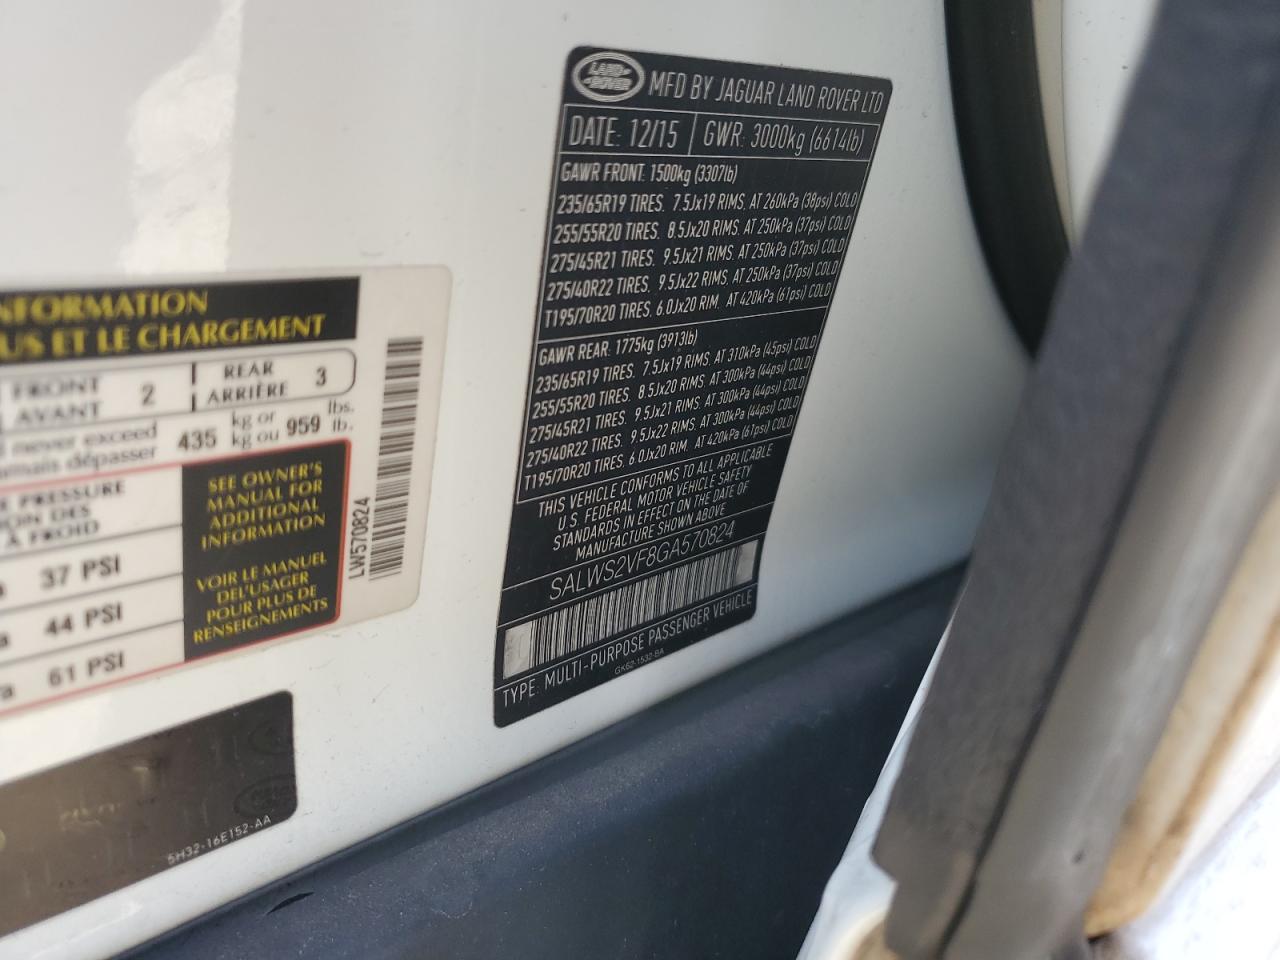 NFORMATION
US ET LE CHARGEMENT
FRONT
AVANT 2
REAR
ARRIÈRE 3
never exceed
amais dépasser
435 kg or
kg ou 959 lbs.
lb.
PRESSURE
DES
À FROID
37 PSI
44 PSI
61 PSI
SEE OWNER'S
MANUAL FOR
ADDITIONAL
INFORMATION
VOIR LE MANUEL
DE L'USAGER
POUR PLUS DE
RENSEIGNEMENTS
LW570824
5H32-16E152-AA
LAND ROVER MFD BY JAGUAR LAND ROVER LTD
DATE: 12/15 GWR: 3000kg (6614lb)
GAWR FRONT: 1500kg (3307lb)
235/65R19 TIRES, 7.5Jx19 RIMS, AT 260kPa (38psi) COLD
255/55R20 TIRES, 8.5Jx20 RIMS, AT 250kPa (37psi) COLD
275/45R21 TIRES, 9.5Jx21 RIMS, AT 250kPa (37psi) COLD
275/40R22 TIRES, 9.5Jx22 RIMS, AT 250kPa (37psi) COLD
T195/70R20 TIRES, 6.0Jx20 RIM, AT 420kPa (61psi) COLD
GAWR REAR: 1775kg (3913lb)
235/65R19 TIRES, 7.5Jx19 RIMS, AT 310kPa (45psi) COLD
255/55R20 TIRES, 8.5Jx20 RIMS, AT 300kPa (44psi) COLD
275/45R21 TIRES, 9.5Jx21 RIMS, AT 300kPa (44psi) COLD
275/40R22 TIRES, 9.5Jx22 RIMS, AT 300kPa (44psi) COLD
T195/70R20 TIRES, 6.0Jx20 RIM, AT 420kPa (61psi) COLD
THIS VEHICLE CONFORMS TO ALL APPLICABLE
U.S. FEDERAL MOTOR VEHICLE SAFETY
STANDARDS IN EFFECT ON THE DATE OF
MANUFACTURE SHOWN ABOVE
SALWS2VF8GA570824
TYPE: MULTI-PURPOSE PASSENGER VEHICLE
GK62-1532-BA